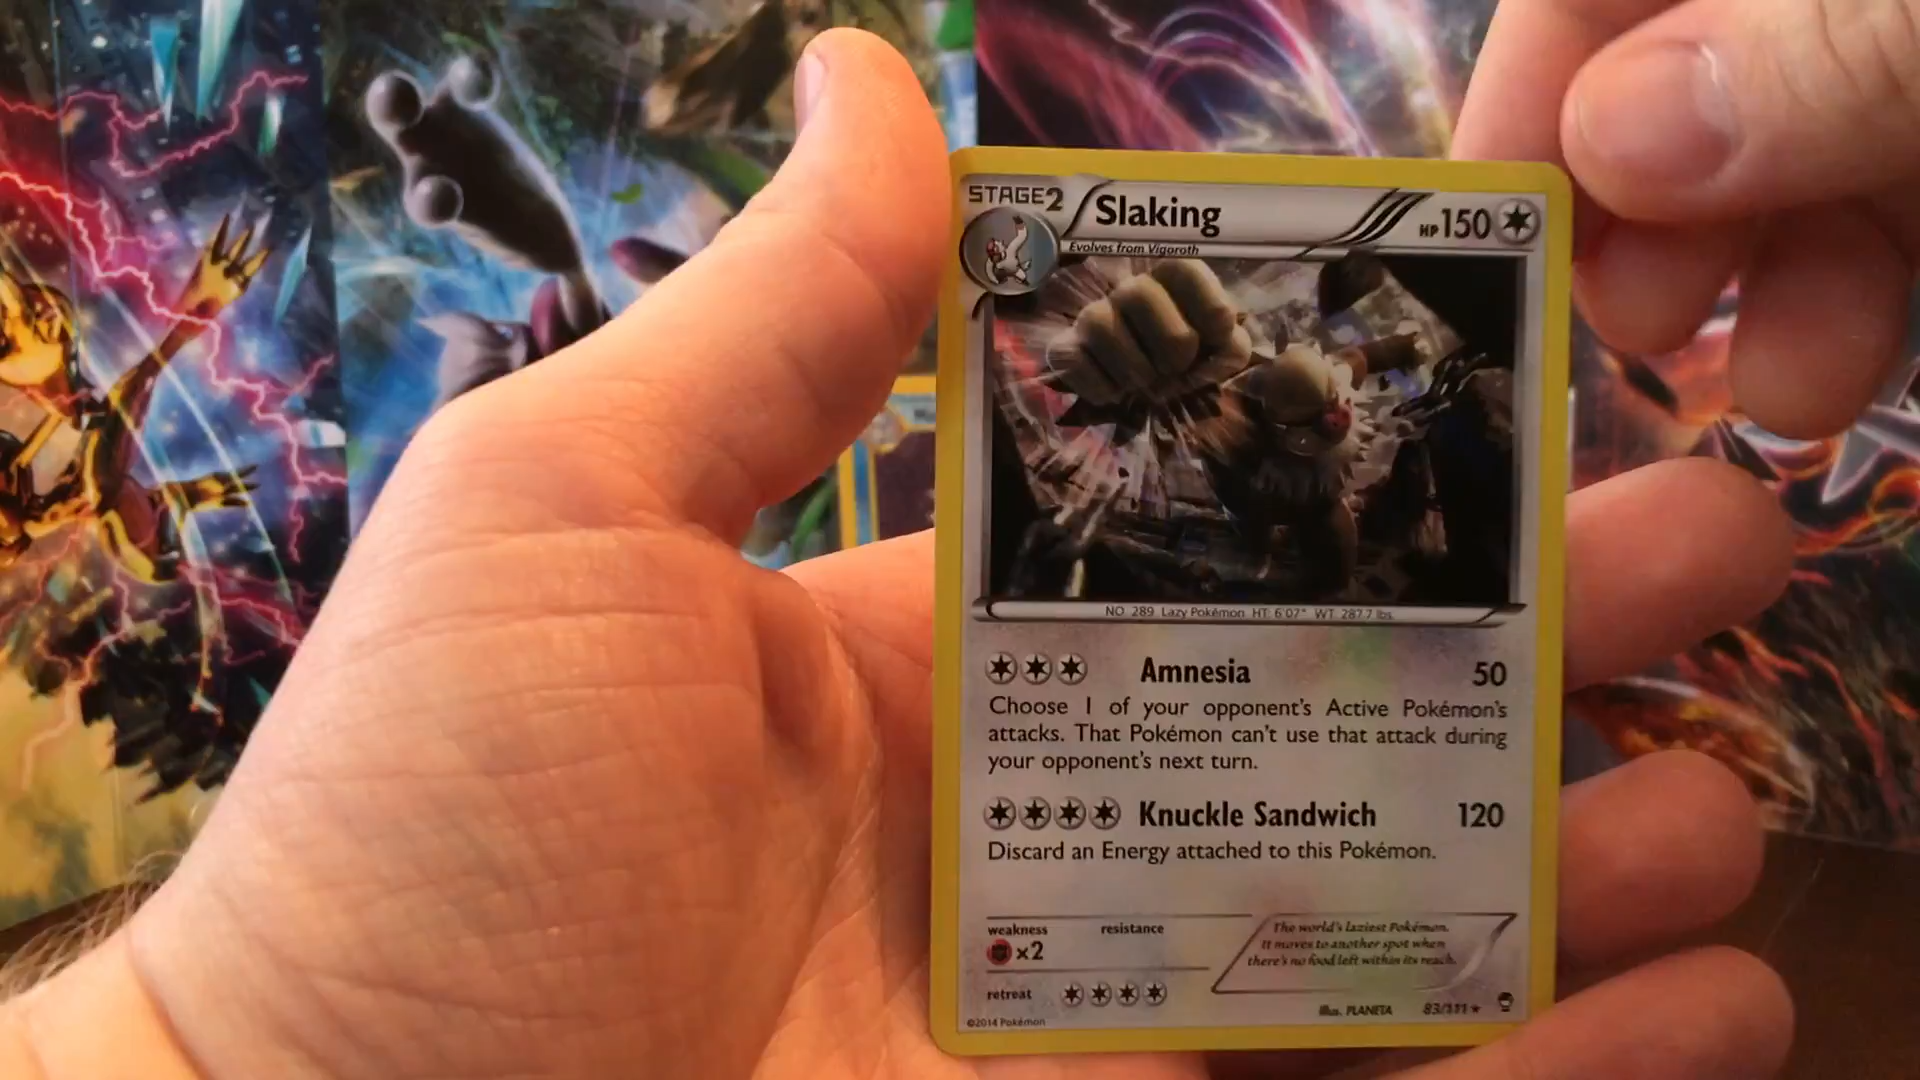 STAGE2
Slaking
HP150
Evolves from Vigoroth
NO. 289 Lazy Pokémon HT: 6'07" WT: 287.7 lbs.
Amnesia 50
Choose 1 of your opponent's Active Pokémon's
attacks. That Pokémon can't use that attack during
your opponent's next turn.
Knuckle Sandwich 120
Discard an Energy attached to this Pokémon.
weakness resistance
×2
The world's laziest Pokémon.
It moves to another spot when
there's no food left within its reach.
retreat
Illus. PLANETA 83/111 ★
©2014 Pokémon